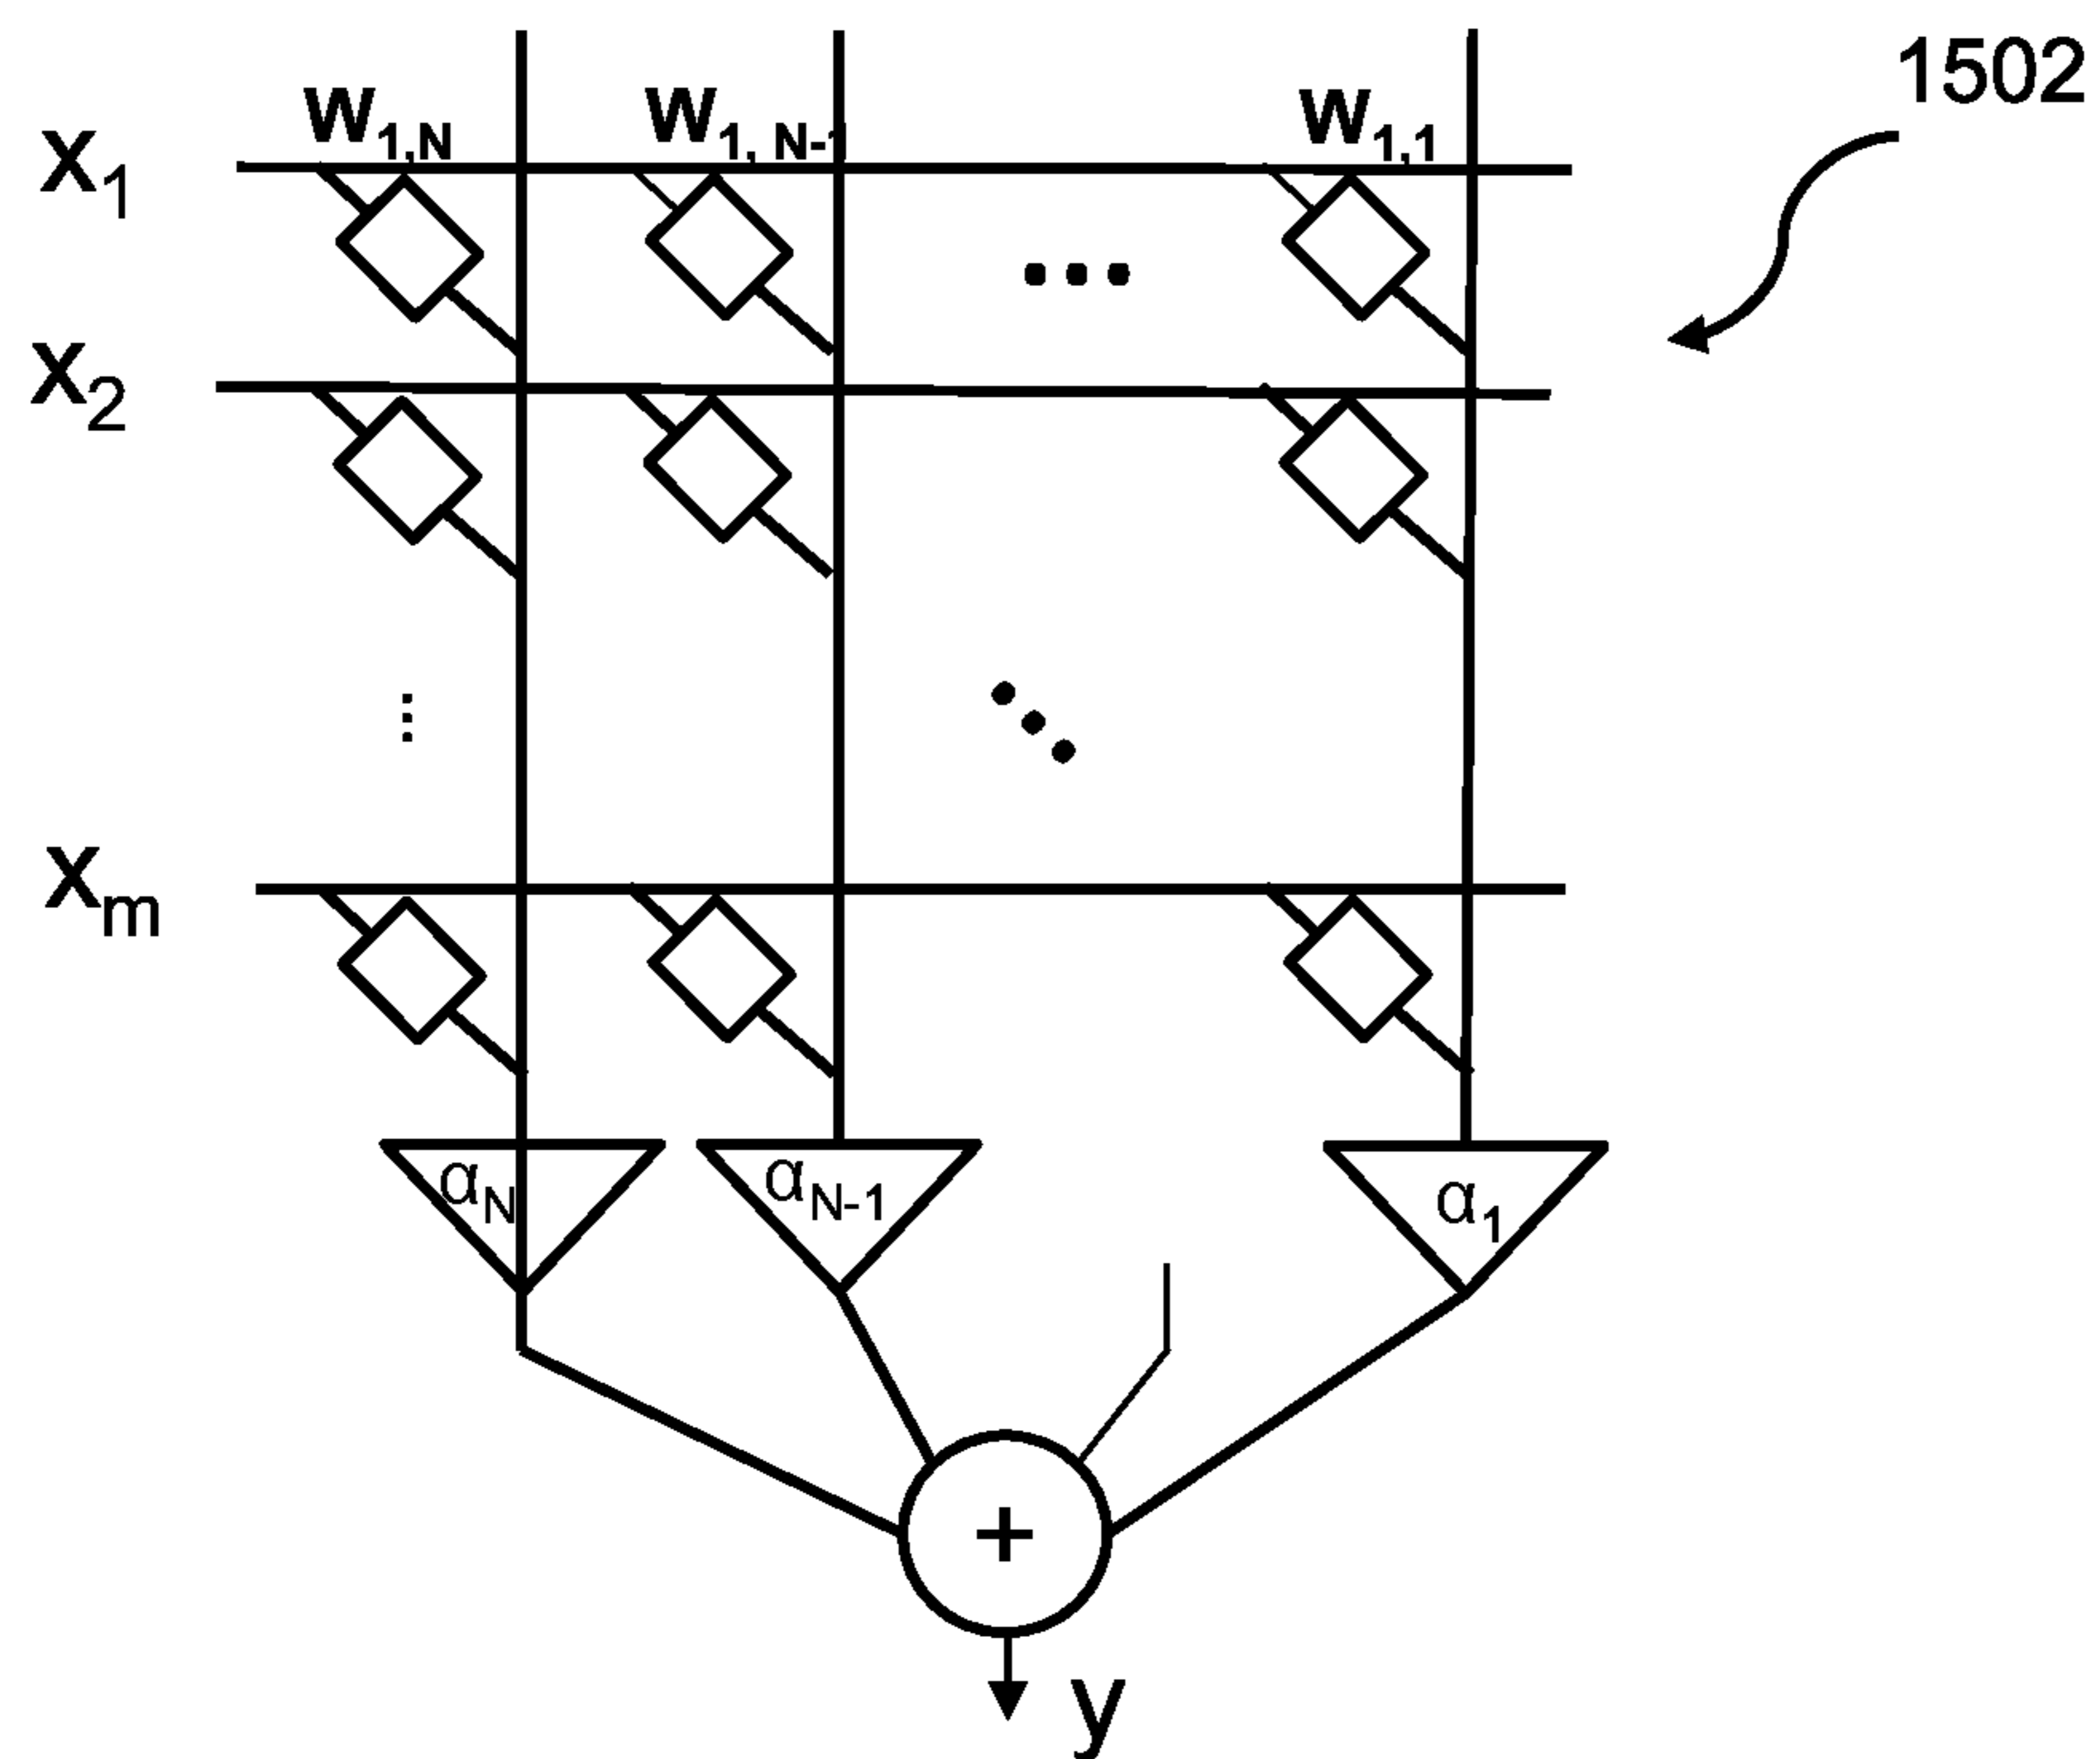 1502
W1,N
W1, N-1
W1,1
X1
...
X2
⋮
⋱
Xm
αN
αN-1
α1
+
y